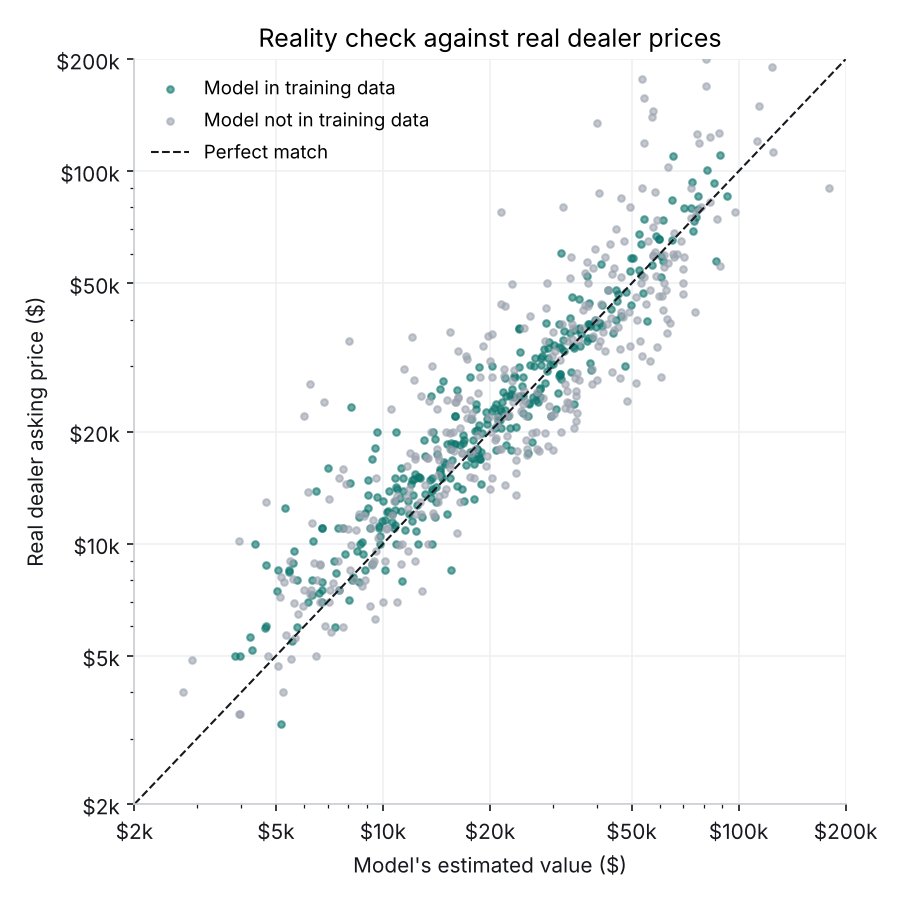 Reality check against real dealer prices
Model in training data
Model not in training data
Perfect match
$200k
$100k
$50k
$20k
$10k
$5k
$2k
Real dealer asking price ($)
$2k
$5k
$10k
$20k
$50k
$100k
$200k
Model's estimated value ($)